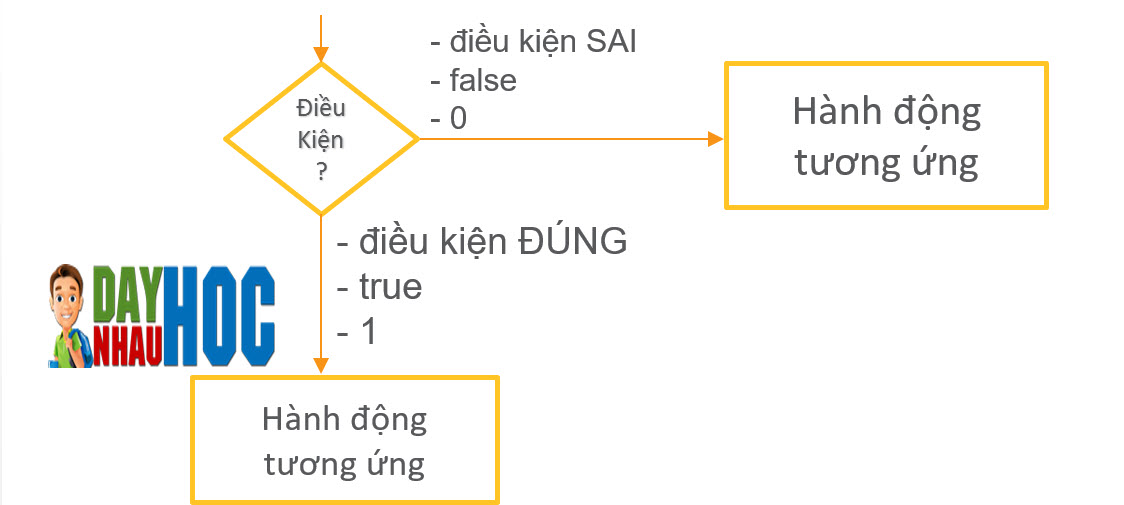 - điều kiện SAI
- false
- 0
Điều
Kiện
?
Hành động
tương ứng
- điều kiện ĐÚNG
- true
- 1
DAY
NHAU
HOC
Hành động
tương ứng